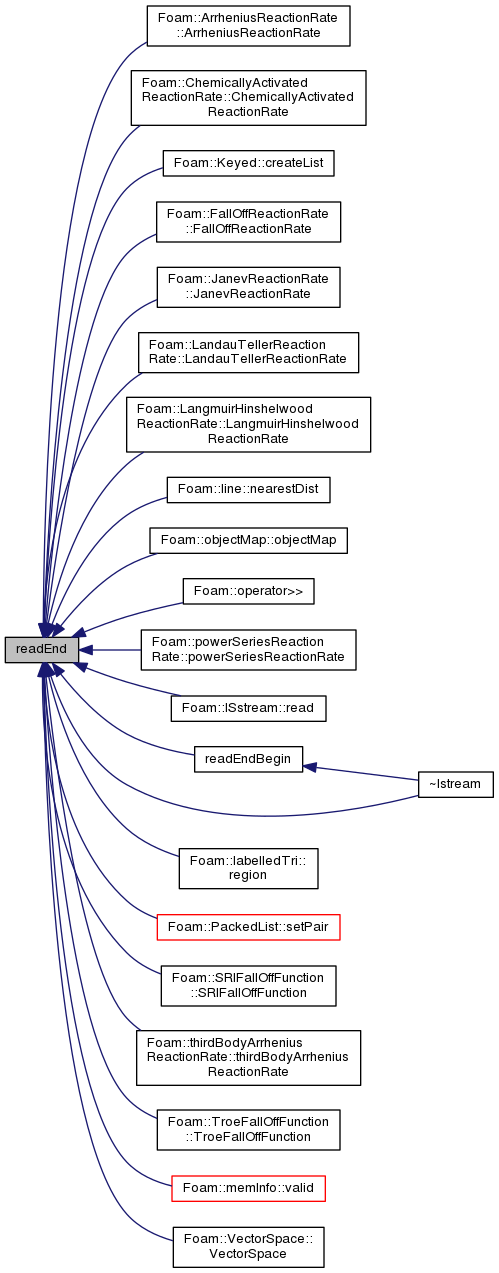 Foam::ArrheniusReactionRate
::ArrheniusReactionRate
Foam::ChemicallyActivated
ReactionRate::ChemicallyActivated
ReactionRate
Foam::Keyed::createList
Foam::FallOffReactionRate
::FallOffReactionRate
Foam::JanevReactionRate
::JanevReactionRate
Foam::LandauTellerReaction
Rate::LandauTellerReactionRate
Foam::LangmuirHinshelwood
ReactionRate::LangmuirHinshelwood
ReactionRate
Foam::line::nearestDist
Foam::objectMap::objectMap
Foam::operator>>
readEnd
Foam::powerSeriesReaction
Rate::powerSeriesReactionRate
Foam::ISstream::read
readEndBegin
~Istream
Foam::labelledTri::
region
Foam::PackedList::setPair
Foam::SRIFallOffFunction
::SRIFallOffFunction
Foam::thirdBodyArrhenius
ReactionRate::thirdBodyArrhenius
ReactionRate
Foam::TroeFallOffFunction
::TroeFallOffFunction
Foam::memInfo::valid
Foam::VectorSpace::
VectorSpace